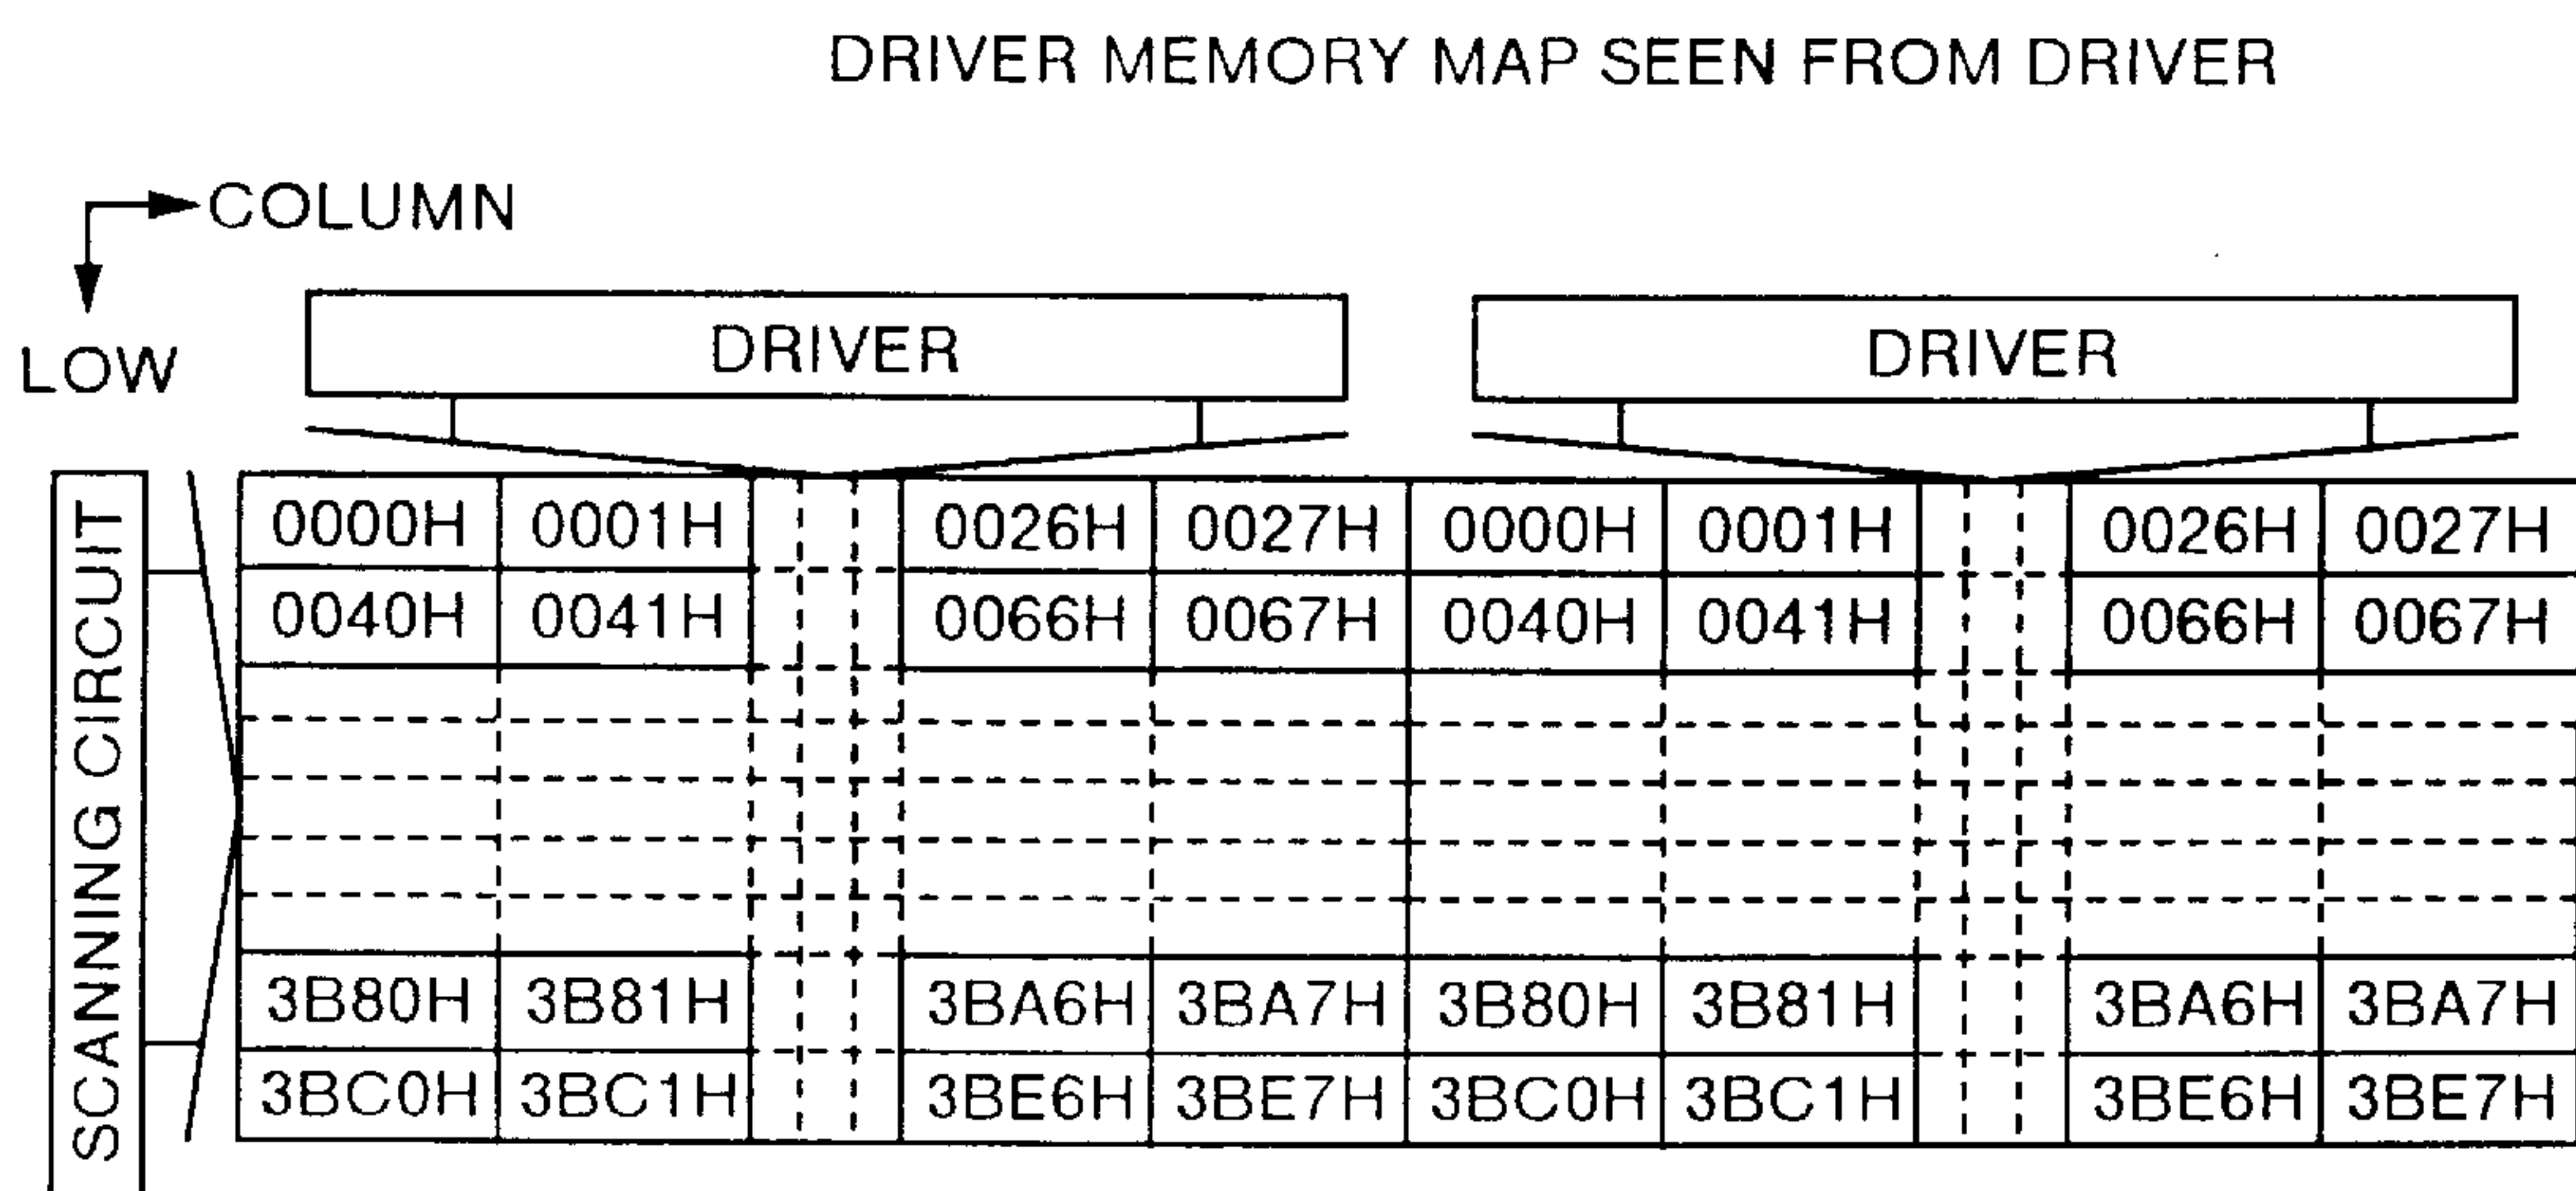 DRIVER MEMORY MAP SEEN FROM DRIVER
COLUMN
LOW
DRIVER DRIVER
SCANNING CIRCUIT
0000H 0001H 0026H 0027H 0000H 0001H 0026H 0027H
0040H 0041H 0066H 0067H 0040H 0041H 0066H 0067H
3B80H 3B81H 3BA6H 3BA7H 3B80H 3B81H 3BA6H 3BA7H
3BC0H 3BC1H 3BE6H 3BE7H 3BC0H 3BC1H 3BE6H 3BE7H